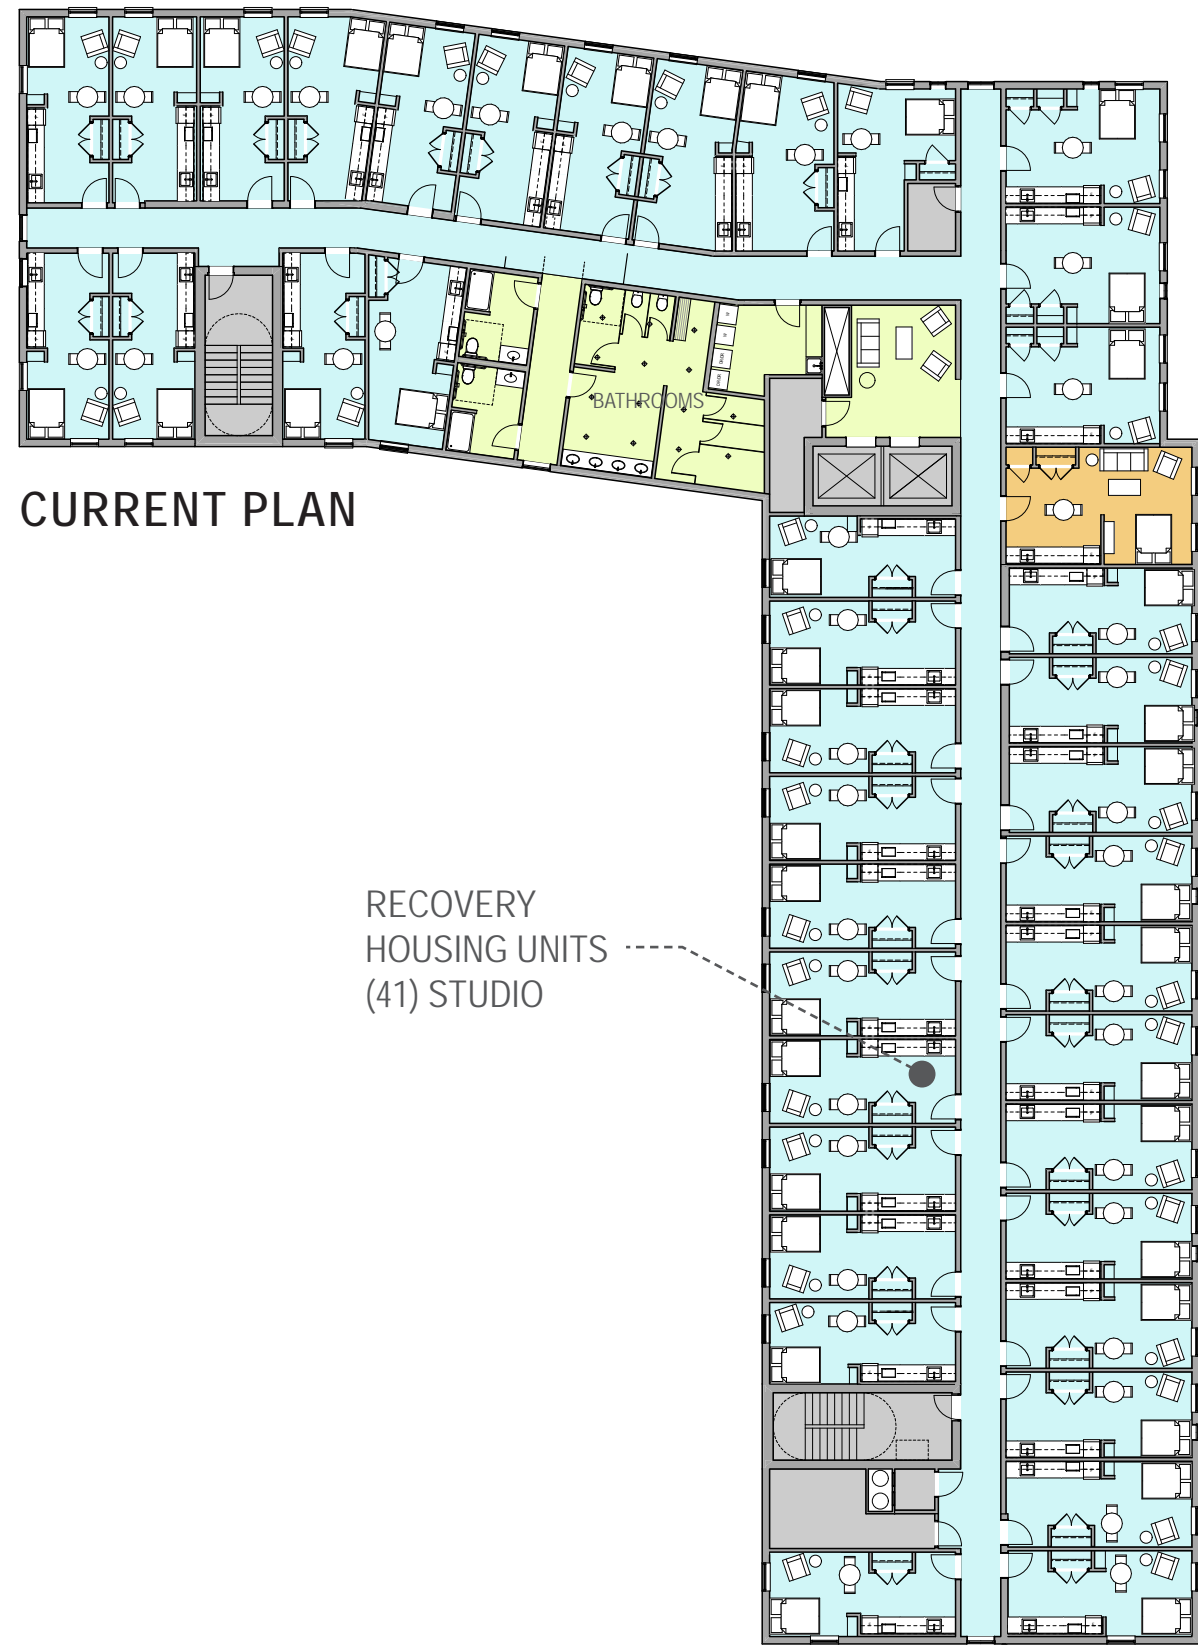 BATHROOMS
CURRENT PLAN
RECOVERY
HOUSING UNITS
(41) STUDIO